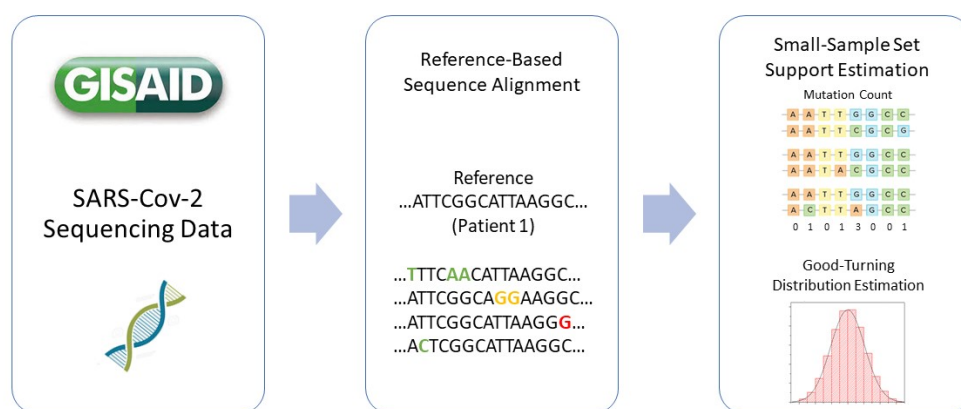 GISAID
SARS-Cov-2
Sequencing Data
Reference-Based
Sequence Alignment
Reference
...ATTCGGCATTAAGGC...
(Patient 1)
...TTTCAACATTAAGGC...
...ATTCGGCAGGAAGGC...
...ATTCGGCATTAAGGG...
...ACTCGGCATTAAGGC...
Small-Sample Set
Support Estimation
Mutation Count
A A T T G G C C
A A T T C G C G
A A T T G G C C
A A T A C G C C
A A T T G G C C
A C T T A G C C
0 1 0 1 3 0 0 1
Good-Turning
Distribution Estimation